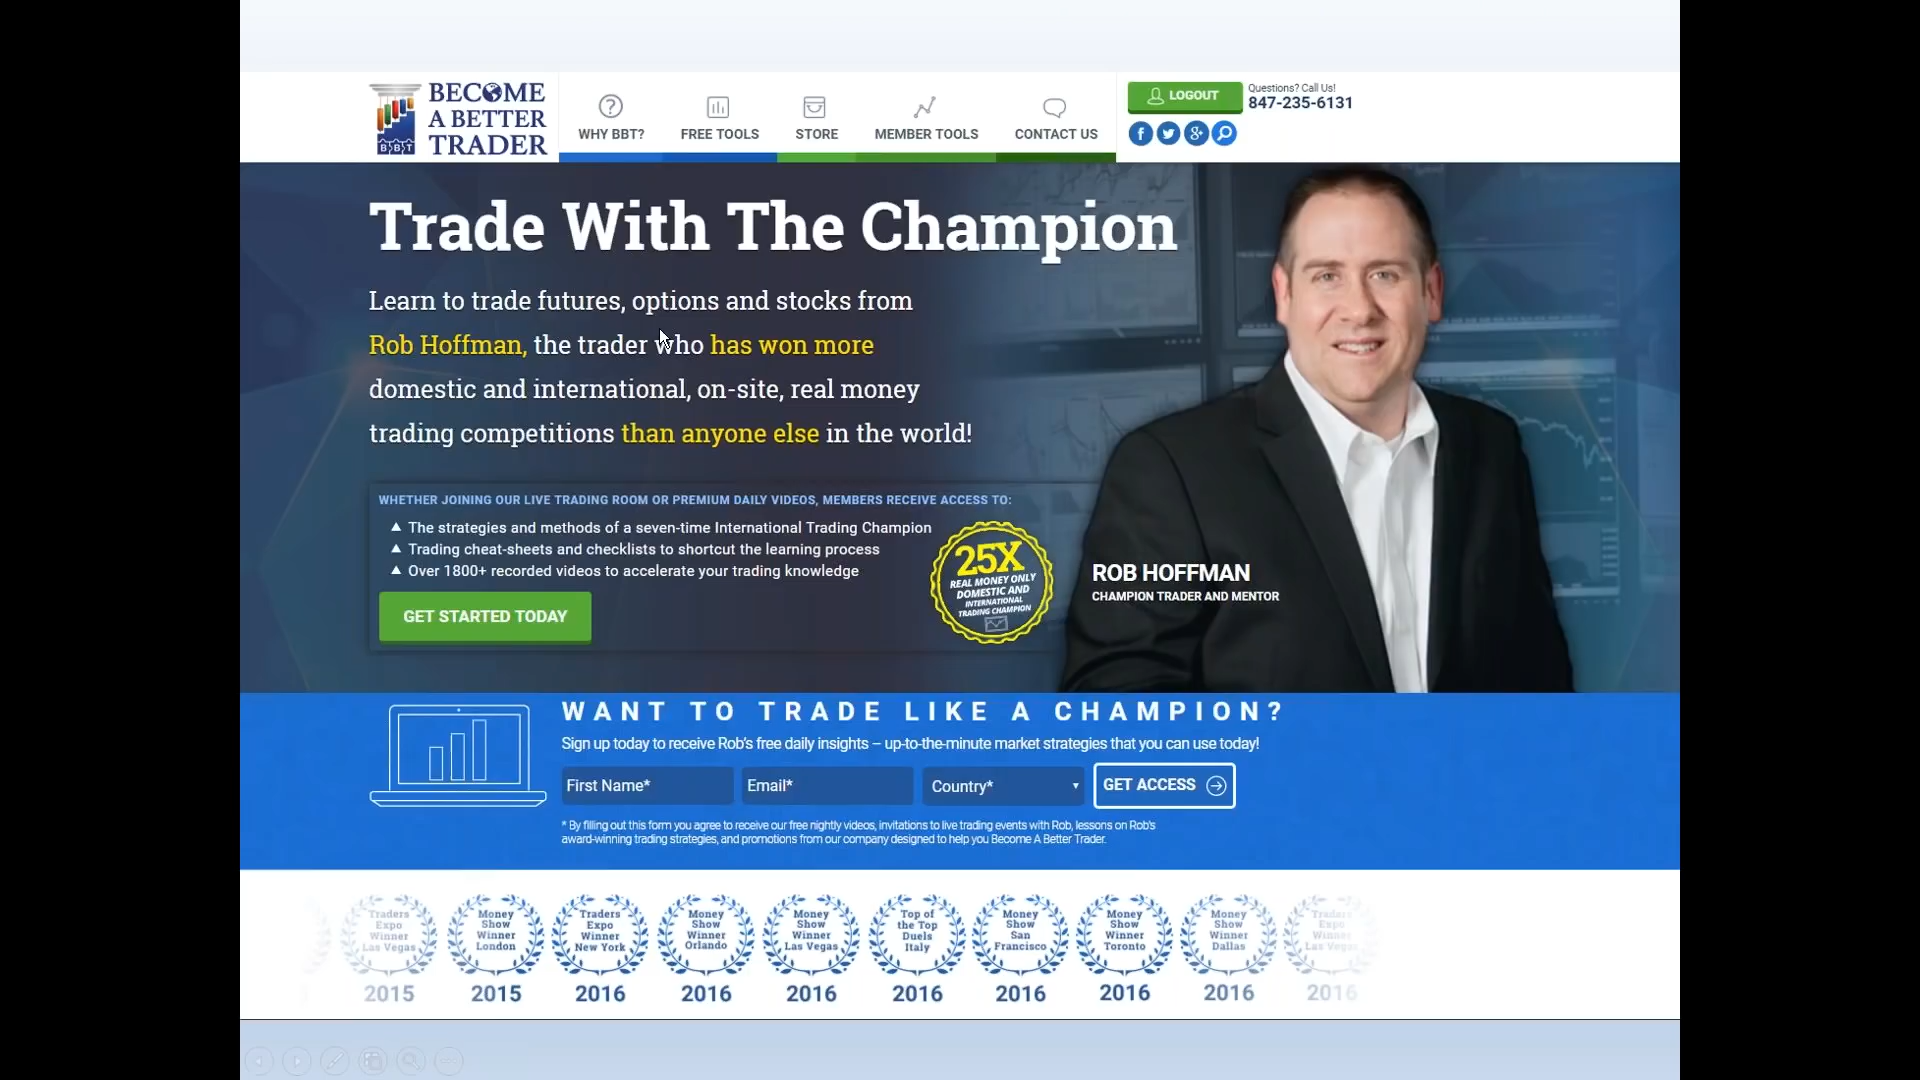 BECOME
A BETTER
TRADER
BBT
WHY BBT?
FREE TOOLS
STORE
MEMBER TOOLS
CONTACT US
LOGOUT
Questions? Call Us!
847-235-6131
Trade With The Champion
Learn to trade futures, options and stocks from
Rob Hoffman, the trader who has won more
domestic and international, on-site, real money
trading competitions than anyone else in the world!
WHETHER JOINING OUR LIVE TRADING ROOM OR PREMIUM DAILY VIDEOS, MEMBERS RECEIVE ACCESS TO:
The strategies and methods of a seven-time International Trading Champion
Trading cheat-sheets and checklists to shortcut the learning process
Over 1800+ recorded videos to accelerate your trading knowledge
GET STARTED TODAY
25X
REAL MONEY ONLY
DOMESTIC AND
INTERNATIONAL
TRADING CHAMPION
ROB HOFFMAN
CHAMPION TRADER AND MENTOR
WANT TO TRADE LIKE A CHAMPION?
Sign up today to receive Rob's free daily insights – up-to-the-minute market strategies that you can use today!
First Name*
Email*
Country*
GET ACCESS
* By filling out this form you agree to receive our free nightly videos, invitations to live trading events with Rob, lessons on Rob's
award-winning trading strategies, and promotions from our company designed to help you Become A Better Trader.
Traders
Expo
Winner
Las Vegas
2015
Money
Show
Winner
London
2015
Traders
Expo
Winner
New York
2016
Money
Show
Winner
Orlando
2016
Money
Show
Winner
Las Vegas
2016
Top of
the Top
Duels
Italy
2016
Money
Show
San
Francisco
2016
Money
Show
Winner
Toronto
2016
Money
Show
Winner
Dallas
2016
Traders
Expo
Winner
Las Vegas
2016